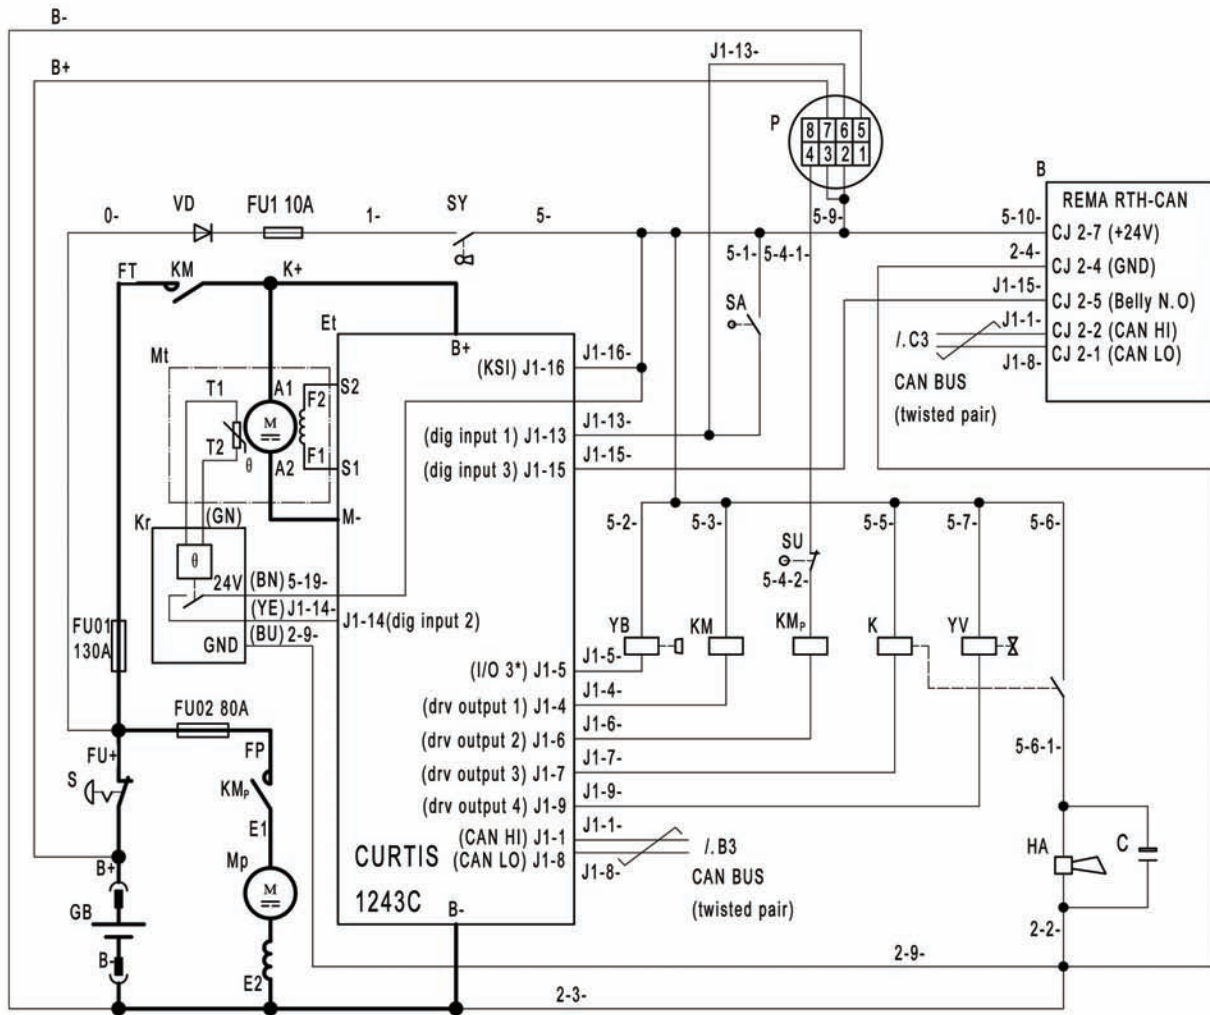 B-
J1-13-
B+
P
8 7 6 5
4 3 2 1
B
REMA RTH-CAN
0-
VD
FU1 10A
1-
SY
5-
5-9-
5-10-
CJ 2-7 (+24V)
5-1-
5-4-1-
2-4-
CJ 2-4 (GND)
FT
KM
K+
J1-15-
CJ 2-5 (Belly N.O)
SA
J1-1-
CJ 2-2 (CAN HI)
Et
/.C3
B+
J1-16-
J1-8-
CJ 2-1 (CAN LO)
Mt
(KSI) J1-16
CAN BUS
(twisted pair)
T1
A1
F2
S2
M
J1-13-
(dig input 1) J1-13
T2
θ
A2
F1
S1
J1-15-
(dig input 3) J1-15
M-
Kr
(GN)
5-2-
5-3-
5-5-
5-7-
5-6-
θ
SU
24V
(BN) 5-19-
5-4-2-
(YE) J1-14-
J1-14(dig input 2)
FU01
130A
GND
(BU) 2-9-
YB
KM
KMP
K
YV
J1-5-
(I/O 3*) J1-5
J1-4-
(drv output 1) J1-4
FU02 80A
J1-6-
(drv output 2) J1-6
FU+
FP
J1-7-
5-6-1-
(drv output 3) J1-7
S
KMP
J1-9-
(drv output 4) J1-9
E1
J1-1-
(CAN HI) J1-1
/.B3
B+
Mp
CURTIS
1243C
(CAN LO) J1-8
J1-8-
CAN BUS
(twisted pair)
HA
C
M
GB
B-
2-2-
B-
E2
2-9-
2-3-